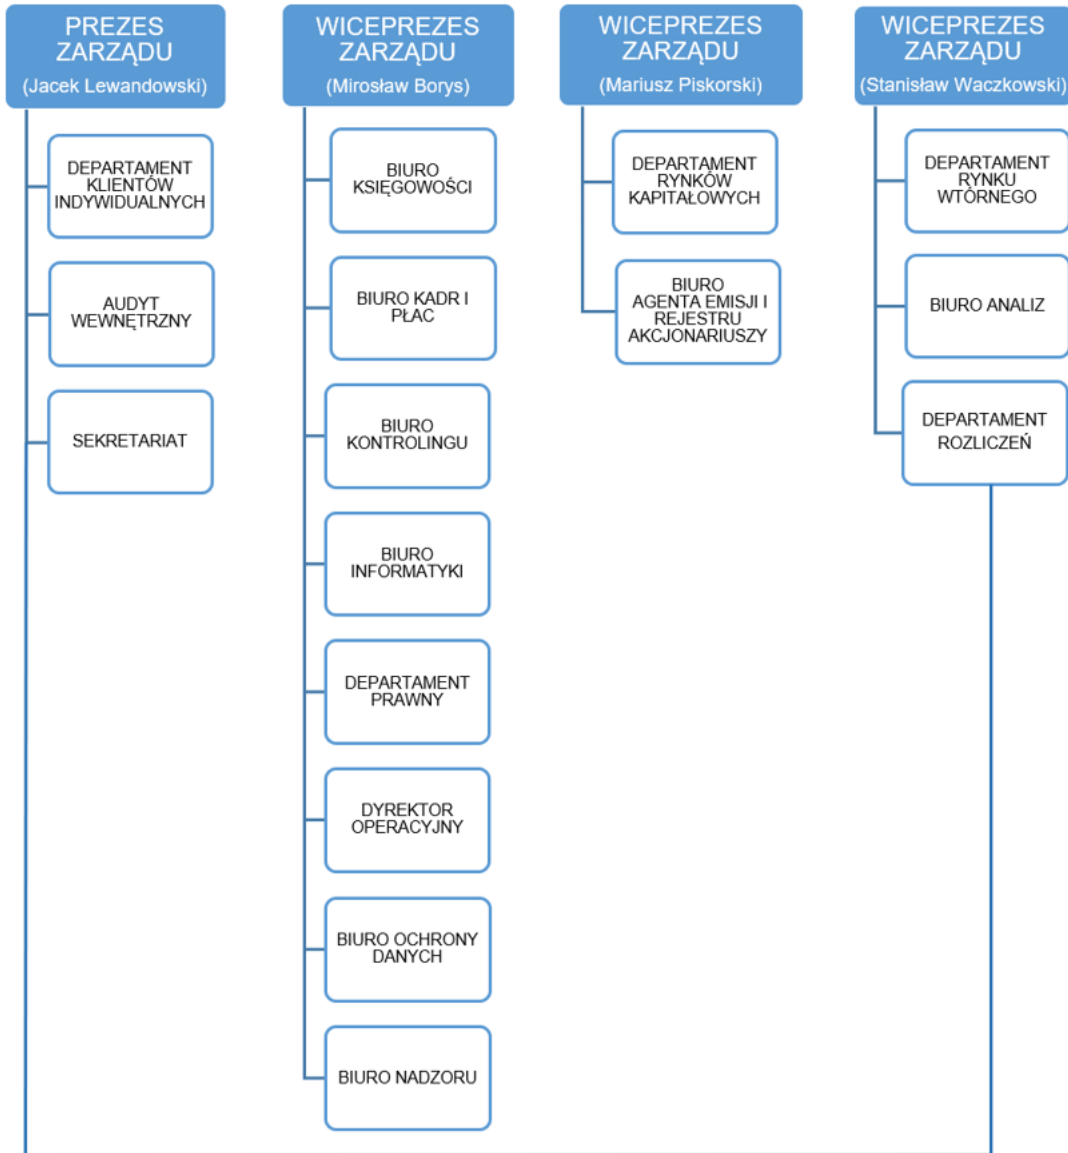 PREZES
ZARZĄDU
(Jacek Lewandowski)
DEPARTAMENT
KLIENTÓW
INDYWIDUALNYCH
AUDYT
WEWNĘTRZNY
SEKRETARIAT
WICEPREZES
ZARZĄDU
(Mirosław Borys)
BIURO
KSIĘGOWOŚCI
BIURO KADR I
PŁAC
BIURO
KONTROLINGU
BIURO
INFORMATYKI
DEPARTAMENT
PRAWNY
DYREKTOR
OPERACYJNY
BIURO OCHRONY
DANYCH
BIURO NADZORU
WICEPREZES
ZARZĄDU
(Mariusz Piskorski)
DEPARTAMENT
RYNKÓW
KAPITAŁOWYCH
BIURO
AGENTA EMISJI I
REJESTRU
AKCJONARIUSZY
WICEPREZES
ZARZĄDU
(Stanisław Waczkowski)
DEPARTAMENT
RYNKU
WTÓRNEGO
BIURO ANALIZ
DEPARTAMENT
ROZLICZEŃ